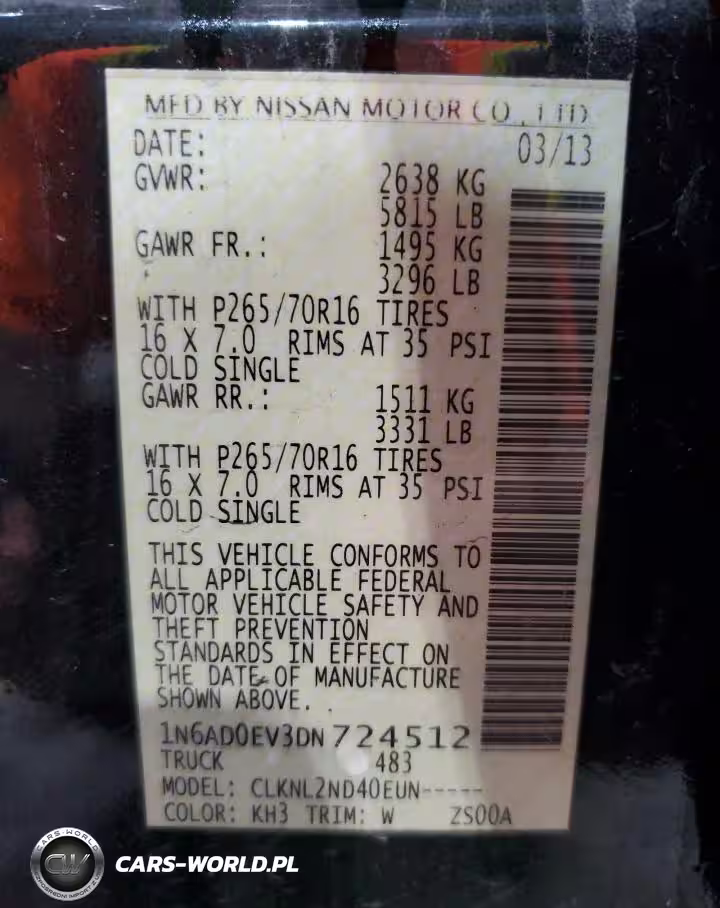 MFD BY NISSAN MOTOR CO., LTD
DATE: 03/13
GVWR: 2638 KG
5815 LB
GAWR FR.: 1495 KG
3296 LB
WITH P265/70R16 TIRES
16 X 7.0 RIMS AT 35 PSI
COLD SINGLE
GAWR RR.: 1511 KG
3331 LB
WITH P265/70R16 TIRES
16 X 7.0 RIMS AT 35 PSI
COLD SINGLE
THIS VEHICLE CONFORMS TO
ALL APPLICABLE FEDERAL
MOTOR VEHICLE SAFETY AND
THEFT PREVENTION
STANDARDS IN EFFECT ON
THE DATE OF MANUFACTURE
SHOWN ABOVE.
1N6AD0EV3DN724512
TRUCK 483
MODEL: CLKNL2ND40EUN-----
COLOR: KH3 TRIM: W ZS00A
CARS-WORLD
CW
CARS-WORLD.PL